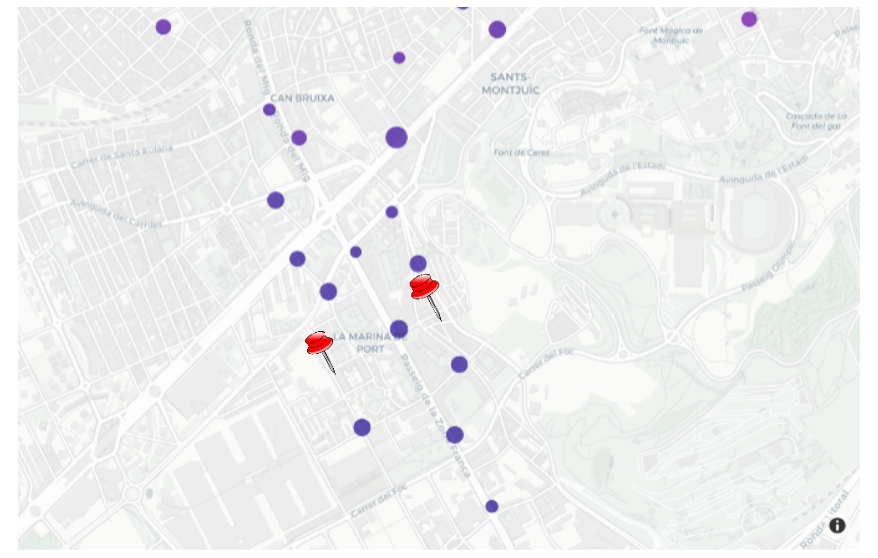 Ronda del Mig
Font Màgica de
Montjuïc
SANTS
MONTJUÏC
CAN BRUIXA
Ronda del Mig
Cascada de La
Font del gat
Carrer de Santa Eulàlia
Font de Ceres
Avinguda de l'Estadi
Avinguda de l'Estadi
Avinguda del Carrilet
Passeig Olímpic
LA MARINA DE
PORT
Passeig de la Zona Franca
Carrer del Foc
Carrer del Foc
Ronda Litoral
i